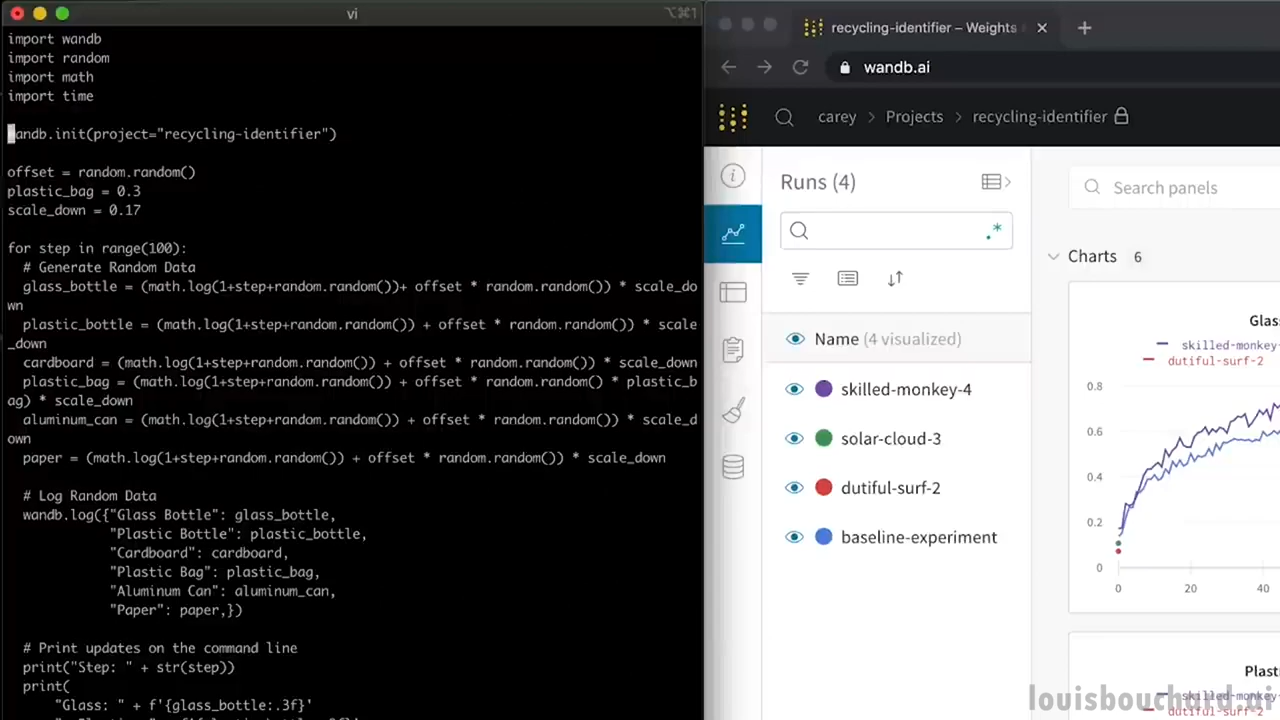 vi
⌥⌘1
import wandb
import random
import math
import time
wandb.init(project="recycling-identifier")
offset = random.random()
plastic_bag = 0.3
scale_down = 0.17
for step in range(100):
# Generate Random Data
glass_bottle = (math.log(1+step+random.random())+ offset * random.random()) * scale_do
wn
plastic_bottle = (math.log(1+step+random.random()) + offset * random.random()) * scale
_down
cardboard = (math.log(1+step+random.random()) + offset * random.random()) * scale_down
plastic_bag = (math.log(1+step+random.random()) + offset * random.random() * plastic_b
ag) * scale_down
aluminum_can = (math.log(1+step+random.random()) + offset * random.random()) * scale_d
own
paper = (math.log(1+step+random.random()) + offset * random.random()) * scale_down
# Log Random Data
wandb.log({"Glass Bottle": glass_bottle,
"Plastic Bottle": plastic_bottle,
"Cardboard": cardboard,
"Plastic Bag": plastic_bag,
"Aluminum Can": aluminum_can,
"Paper": paper,})
# Print updates on the command line
print("Step: " + str(step))
print(
"Glass: " + f'{glass_bottle:.3f}'
recycling-identifier – Weights
wandb.ai
carey > Projects > recycling-identifier
Runs (4)
.*
Name (4 visualized)
skilled-monkey-4
solar-cloud-3
dutiful-surf-2
baseline-experiment
Search panels
Charts 6
Glas
skilled-monkey-
dutiful-surf-2
0.8
0.6
0.4
0.2
0
0 20 40
Plasti
skilled-monkey-
dutiful-surf-2
louisbouchard.ai